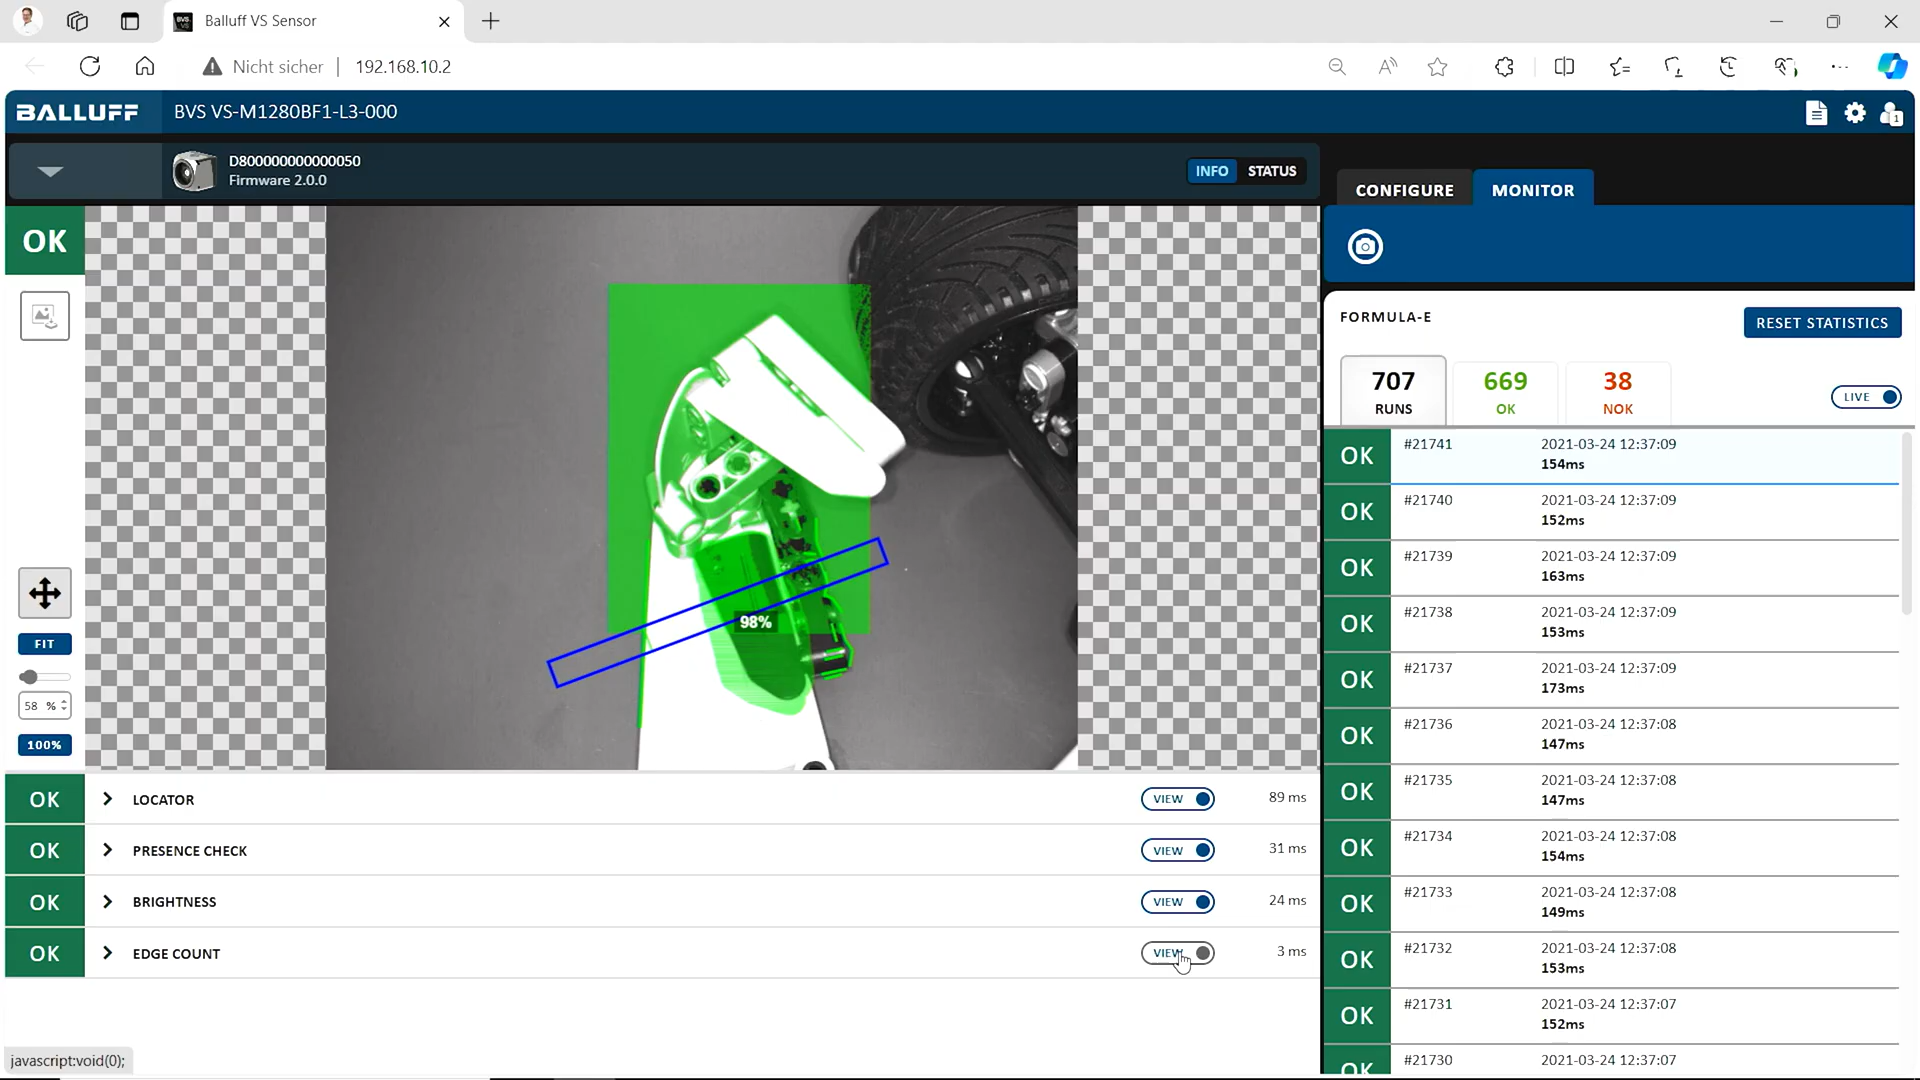 Balluff VS Sensor
Nicht sicher
192.168.10.2
BALLUFF
BVS VS-M1280BF1-L3-000
1
D800000000000050
Firmware 2.0.0
INFO
STATUS
CONFIGURE
MONITOR
OK
98%
FIT
58 %
100%
FORMULA-E
RESET STATISTICS
707
RUNS
669
OK
38
NOK
LIVE
OK #21741 2021-03-24 12:37:09
154ms
OK #21740 2021-03-24 12:37:09
152ms
OK #21739 2021-03-24 12:37:09
163ms
OK #21738 2021-03-24 12:37:09
153ms
OK #21737 2021-03-24 12:37:09
173ms
OK #21736 2021-03-24 12:37:08
147ms
OK #21735 2021-03-24 12:37:08
147ms
OK #21734 2021-03-24 12:37:08
154ms
OK #21733 2021-03-24 12:37:08
149ms
OK #21732 2021-03-24 12:37:08
153ms
OK #21731 2021-03-24 12:37:07
152ms
OK #21730 2021-03-24 12:37:07
OK LOCATOR VIEW 89 ms
OK PRESENCE CHECK VIEW 31 ms
OK BRIGHTNESS VIEW 24 ms
OK EDGE COUNT VIEW 3 ms
javascript:void(0);